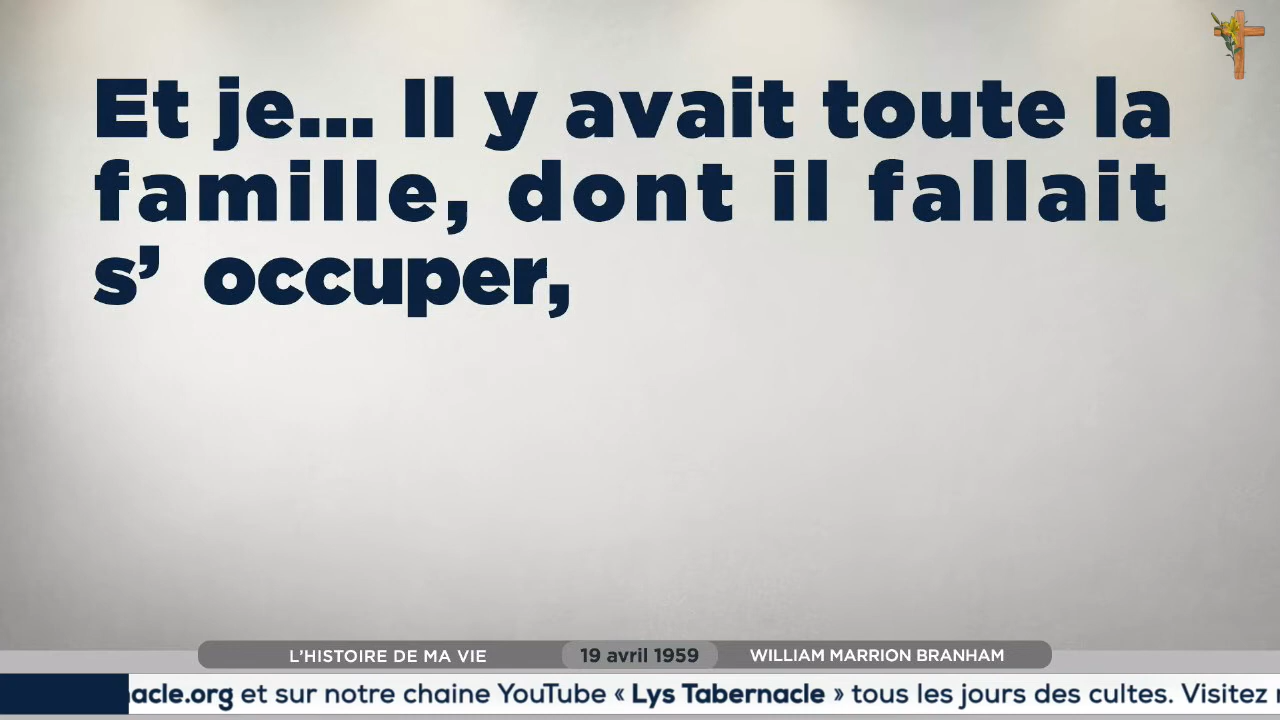 Et je... Il y avait toute la
famille, dont il fallait
s’ occuper,
L’HISTOIRE DE MA VIE 19 avril 1959 WILLIAM MARRION BRANHAM
acle.org et sur notre chaine YouTube « Lys Tabernacle » tous les jours des cultes. Visitez